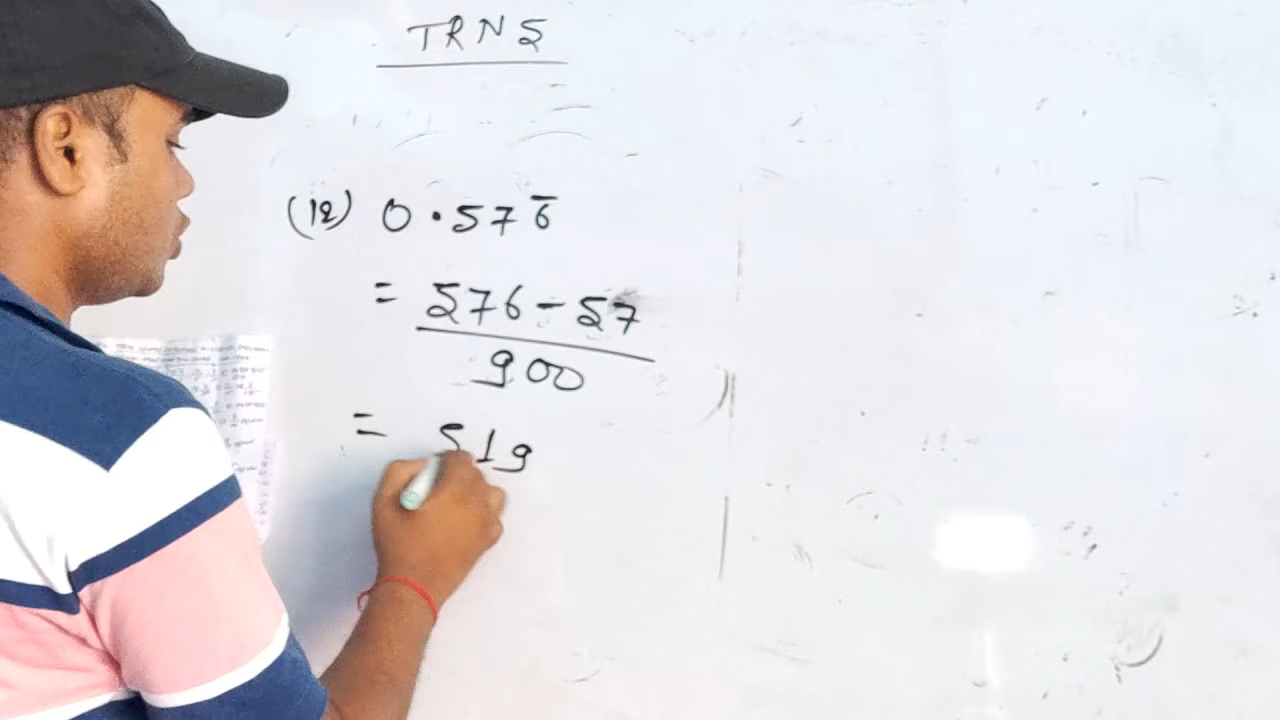 TRNS
(12) 0.576̅
= 576 - 57
900
= 519